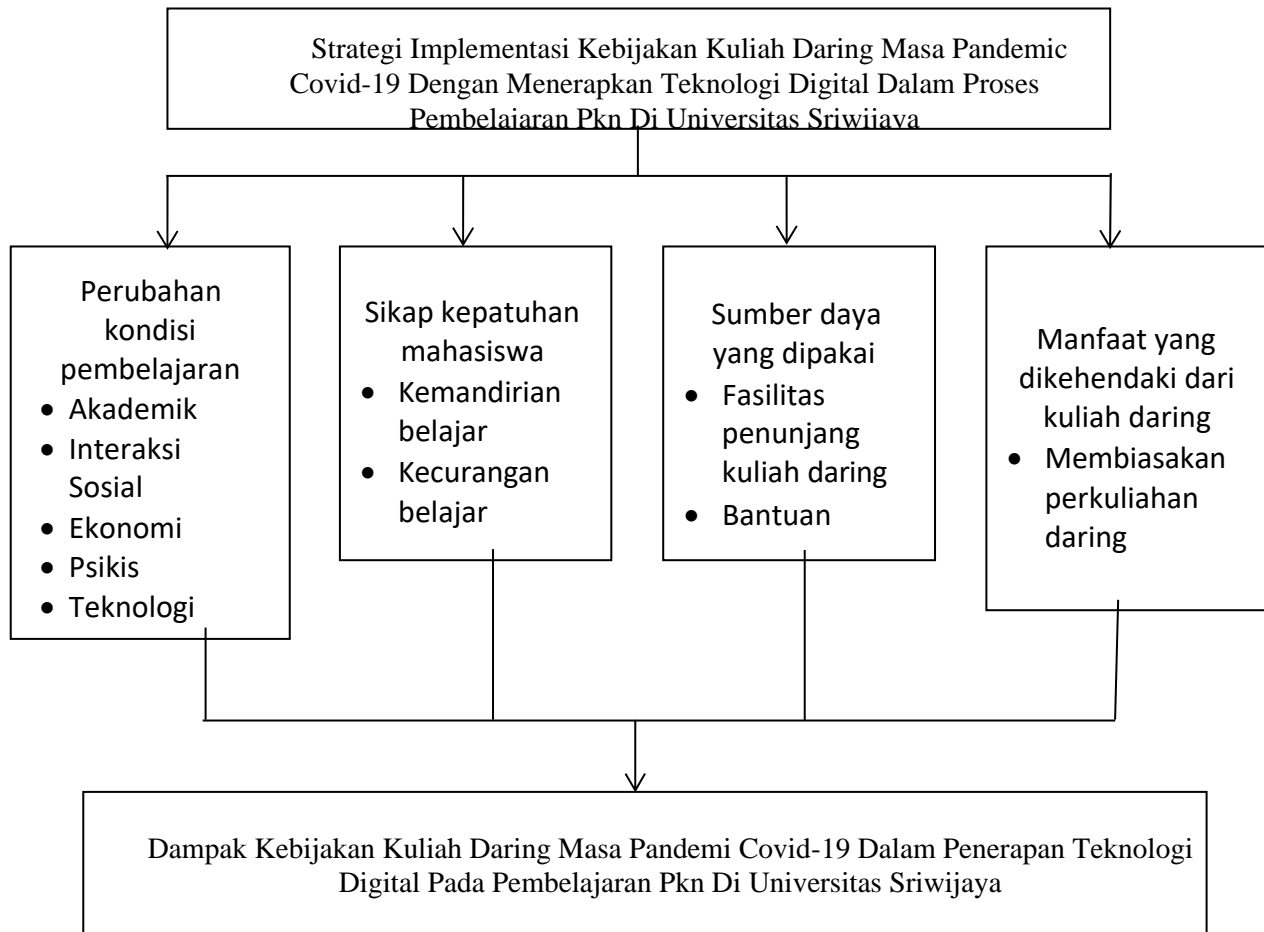 Strategi Implementasi Kebijakan Kuliah Daring Masa Pandemic
Covid-19 Dengan Menerapkan Teknologi Digital Dalam Proses
Pembelajaran Pkn Di Universitas Sriwijaya
Perubahan
kondisi
pembelajaran
• Akademik
• Interaksi
Sosial
• Ekonomi
• Psikis
• Teknologi
Sikap kepatuhan
mahasiswa
• Kemandirian
belajar
• Kecurangan
belajar
Sumber daya
yang dipakai
• Fasilitas
penunjang
kuliah daring
• Bantuan
Manfaat yang
dikehendaki dari
kuliah daring
• Membiasakan
perkuliahan
daring
Dampak Kebijakan Kuliah Daring Masa Pandemi Covid-19 Dalam Penerapan Teknologi
Digital Pada Pembelajaran Pkn Di Universitas Sriwijaya